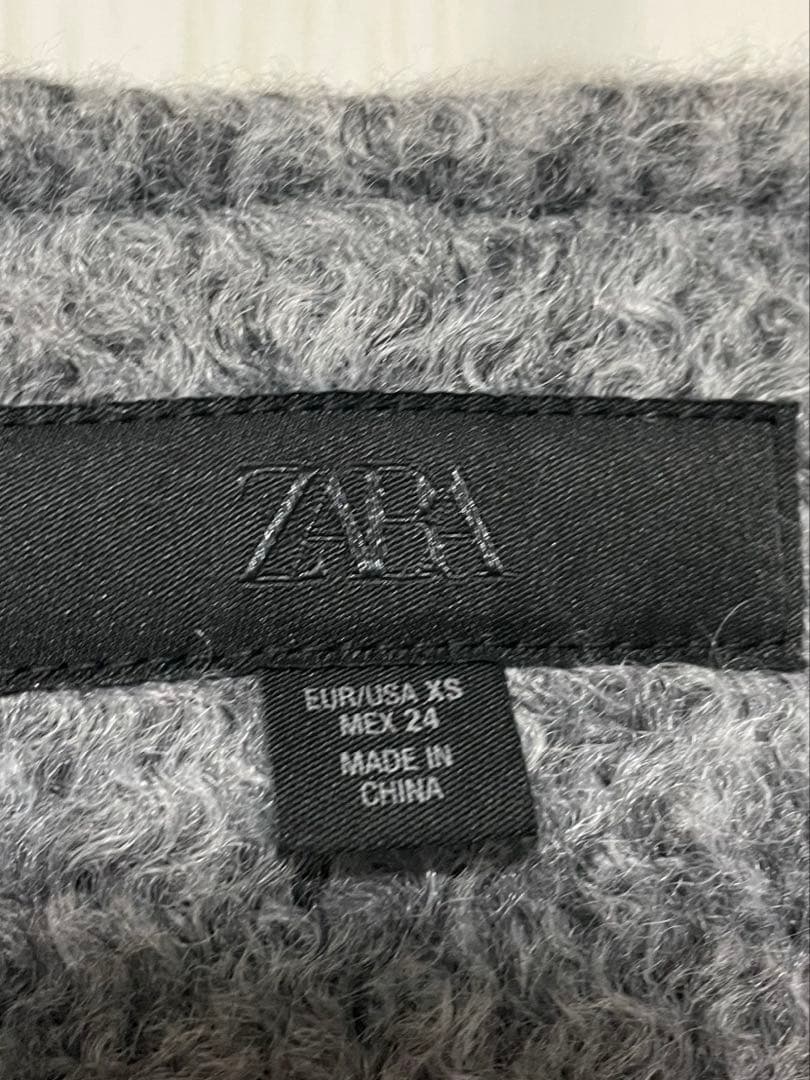 ZARA
EUR/USA XS
MEX 24
MADE IN
CHINA